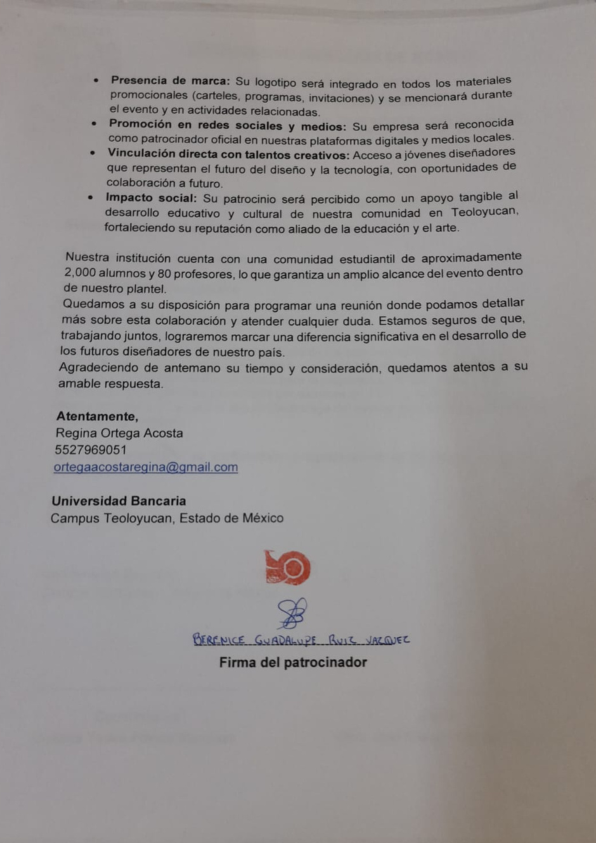 • Presencia de marca: Su logotipo será integrado en todos los materiales
promocionales (carteles, programas, invitaciones) y se mencionará durante
el evento y en actividades relacionadas.
• Promoción en redes sociales y medios: Su empresa será reconocida
como patrocinador oficial en nuestras plataformas digitales y medios locales.
• Vinculación directa con talentos creativos: Acceso a jóvenes diseñadores
que representan el futuro del diseño y la tecnología, con oportunidades de
colaboración a futuro.
• Impacto social: Su patrocinio será percibido como un apoyo tangible al
desarrollo educativo y cultural de nuestra comunidad en Teoloyucan,
fortaleciendo su reputación como aliado de la educación y el arte.
Nuestra institución cuenta con una comunidad estudiantil de aproximadamente
2,000 alumnos y 80 profesores, lo que garantiza un amplio alcance del evento dentro
de nuestro plantel.
Quedamos a su disposición para programar una reunión donde podamos detallar
más sobre esta colaboración y atender cualquier duda. Estamos seguros de que,
trabajando juntos, lograremos marcar una diferencia significativa en el desarrollo de
los futuros diseñadores de nuestro país.
Agradeciendo de antemano su tiempo y consideración, quedamos atentos a su
amable respuesta.
Atentamente,
Regina Ortega Acosta
5527969051
ortegaacostaregina@gmail.com
Universidad Bancaria
Campus Teoloyucan, Estado de México
BERENICE GUADALUPE RUIZ VAZQUEZ
Firma del patrocinador